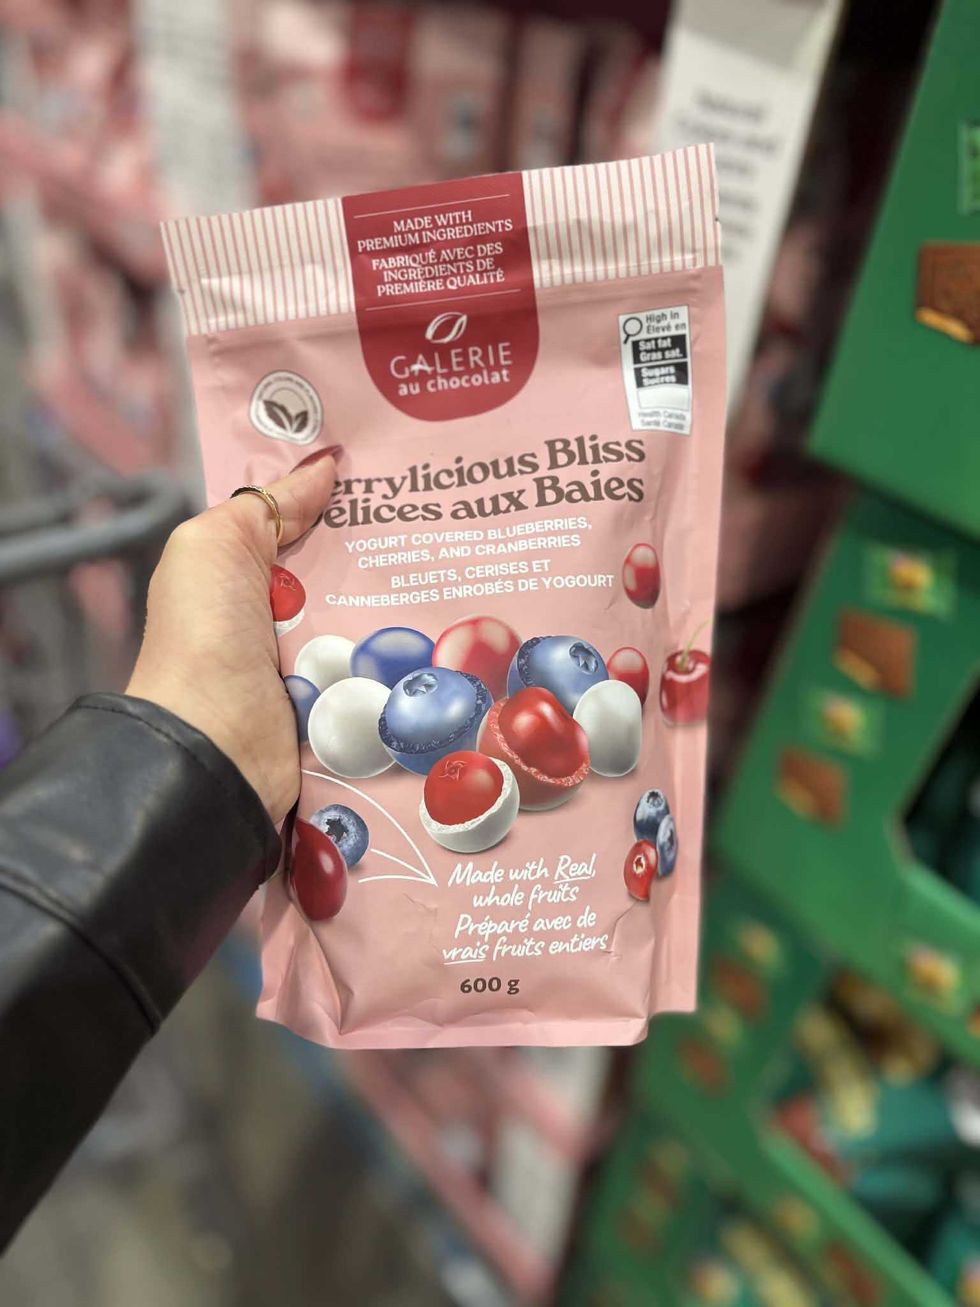 MADE WITH
PREMIUM INGREDIENTS
FABRIQUÉ AVEC DES
INGRÉDIENTS DE
PREMIÈRE QUALITÉ
GALERIE
au chocolat
High in
Élevé en
Sat fat
Gras sat.
Sugars
Sucres
Health Canada
Santé Canada
errylicious Bliss
élices aux Baies
YOGURT COVERED BLUEBERRIES,
CHERRIES, AND CRANBERRIES
BLEUETS, CERISES ET
CANNEBERGES ENROBÉS DE YOGOURT
Made with Real,
whole fruits
Préparé avec de
vrais fruits entiers
600 g